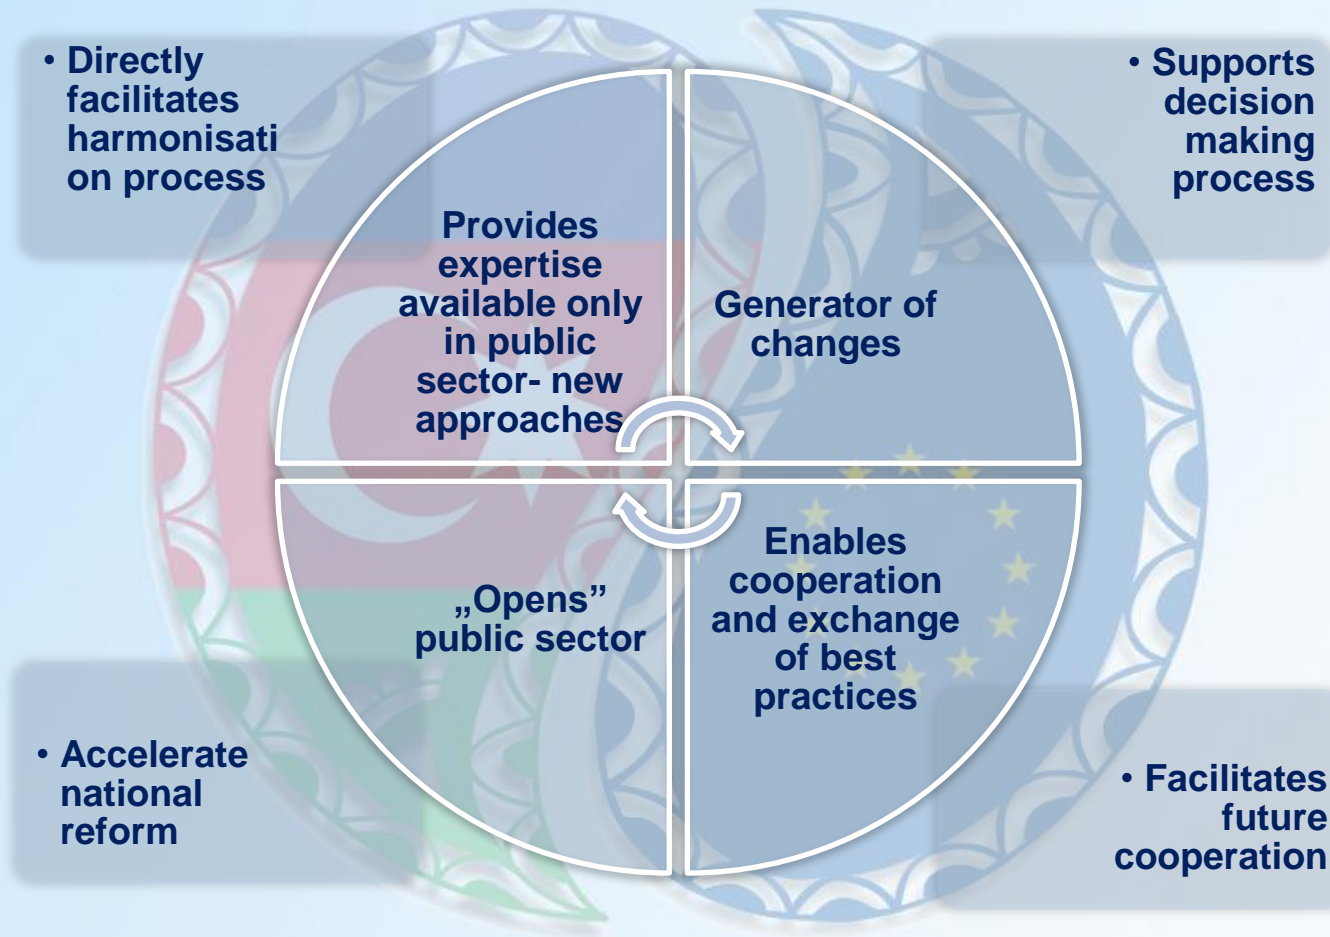 • Directly
facilitates
harmonisati
on process
• Supports
decision
making
process
Provides
expertise
available only
in public
sector- new
approaches
Generator of
changes
„Opens”
public sector
Enables
cooperation
and exchange
of best
practices
• Accelerate
national
reform
• Facilitates
future
cooperation